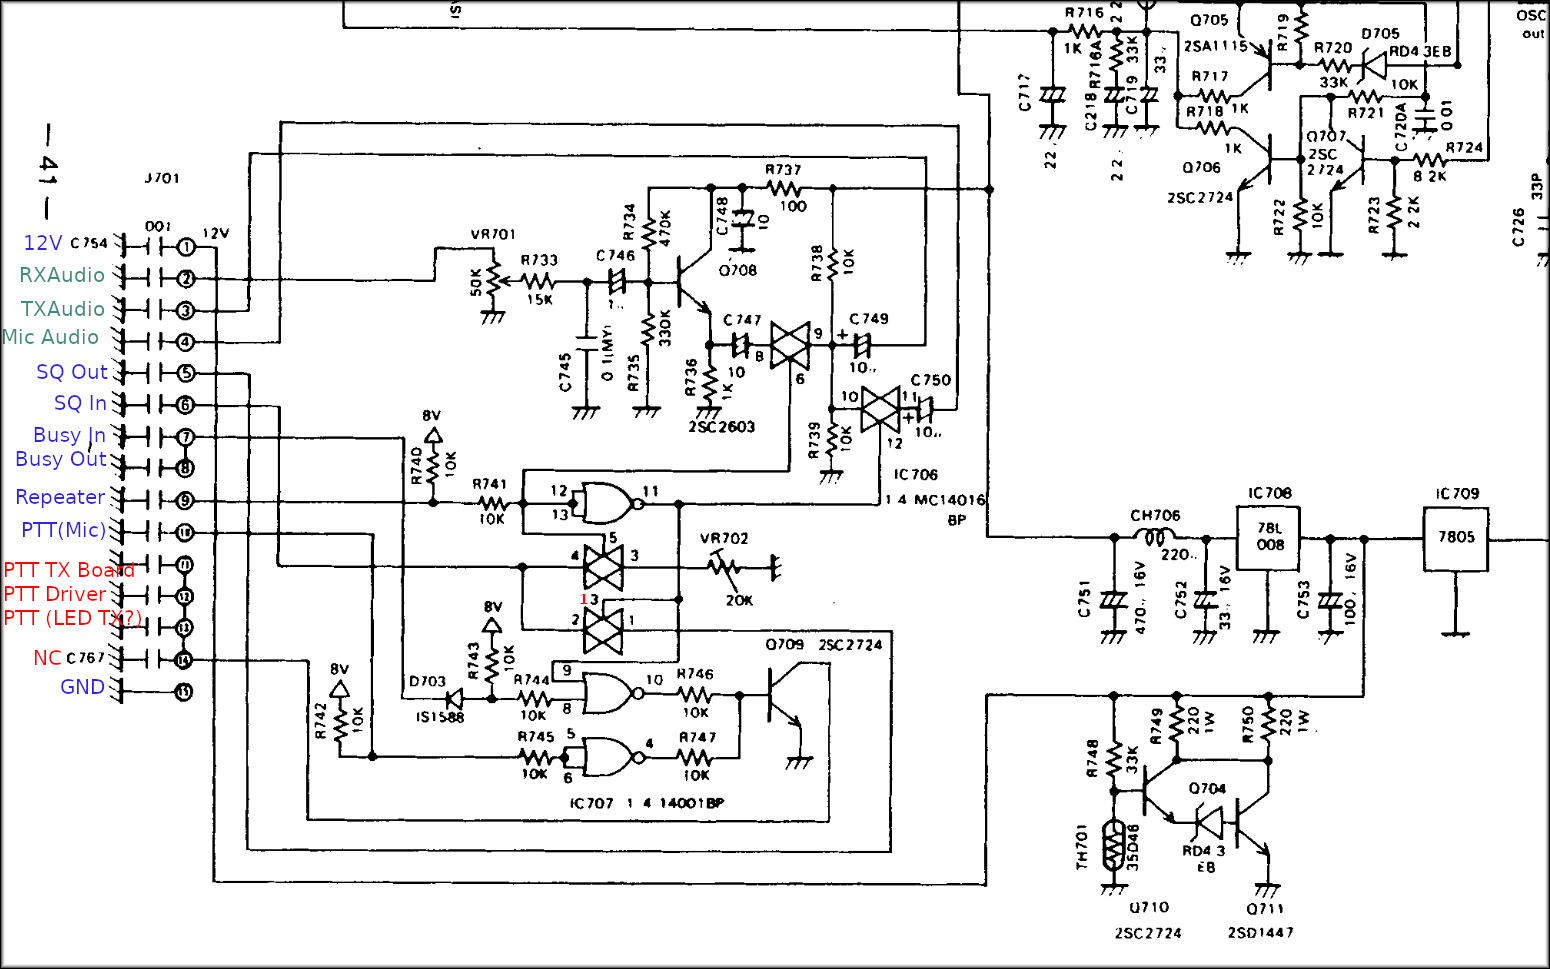 — 41 —
J701
001
12V
12V C754
RXAudio
TXAudio
Mic Audio
SQ Out
SQ In
Busy In
Busy Out
Repeater
PTT(Mic)
PTT TX Board
PTT Driver
PTT (LED TX?)
NC C767
GND
1
2
3
4
5
6
7
8
9
10
11
12
13
14
15
VR701
50K
R733
15K
C746
1..
C745
0 1(MY)
R734
470K
R735
330K
C748
10
Q708
R737
100
R738
10K
C747
10
R736
1K
2SC2603
8
9
6
C749
+
10..
10
11
12
C750
+
10..
R739
10K
IC706
1 4 MC14016
BP
8V
R740
10K
R741
10K
12
13
11
5
4
3
VR702
20K
13
2
1
8V
R743
10K
D703
IS1588
R744
10K
9
8
10
R746
10K
Q709
2SC2724
8V
R742
10K
R745
10K
5
6
4
R747
10K
IC707 1 4 14001BP
R716
1K
C717
22
R716A
33K
C218
2 2
C719
33..
2 2
Q705
2SA1115
R717
1K
R718
1K
Q706
2SC2724
R719
R720
33K
D705
RD4 3EB
10K
R721
C720A
0 01
Q707
2SC
2724
R722
10K
R723
2 2K
R724
8 2K
OSC
out
33P
C726
CH706
220..
IC708
78L
008
IC709
7805
C751
470.. 16V
C752
33.. 16V
C753
100.. 16V
R748
33K
R749
220
1W
R750
220
1W
TH701
35D46
Q704
RD4 3
EB
Q710
2SC2724
Q711
2SD1447